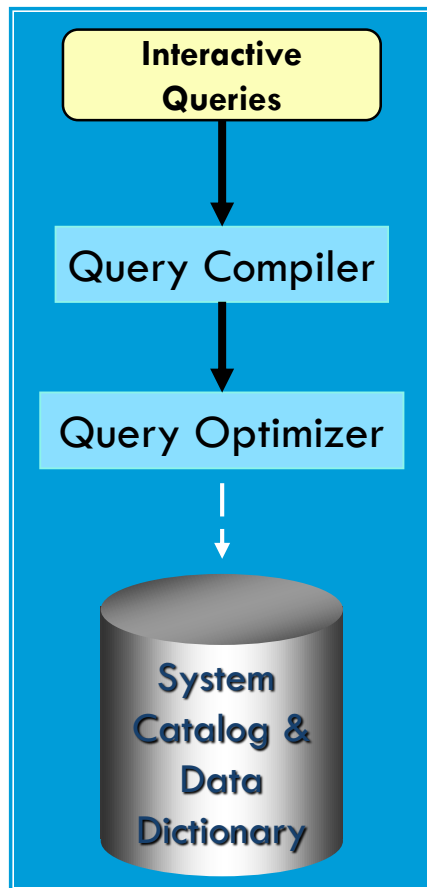 Interactive
Queries
Query Compiler
Query Optimizer
System
Catalog &
Data
Dictionary